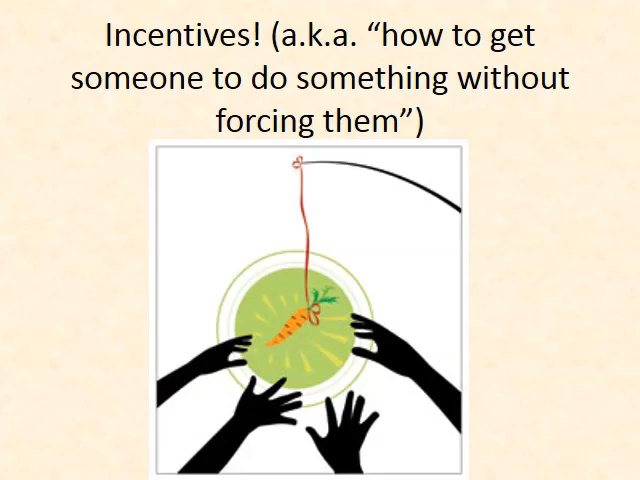 Incentives! (a.k.a. “how to get
someone to do something without
forcing them”)